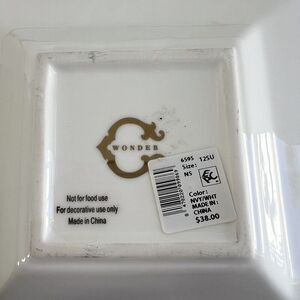 C WONDER
Not for food use
For decorative use only
Made in China
6595 12SU
Size:
NS
Color:
NVY/WHT
MADE IN:
CHINA
$38.00